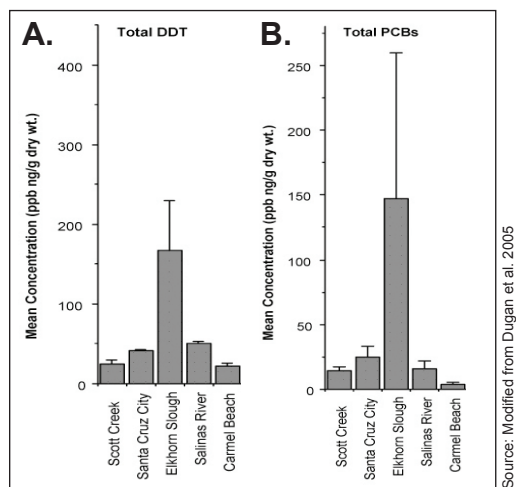 A.
Total DDT
Mean Concentration (ppb ng/g dry wt.)
400
300
200
100
0
Scott Creek
Santa Cruz City
Elkhorn Slough
Salinas River
Carmel Beach
B.
Total PCBs
Mean Concentration (ppb ng/g dry wt.)
250
200
150
100
50
0
Scott Creek
Santa Cruz City
Elkhorn Slough
Salinas River
Carmel Beach
Source: Modified from Dugan et al. 2005